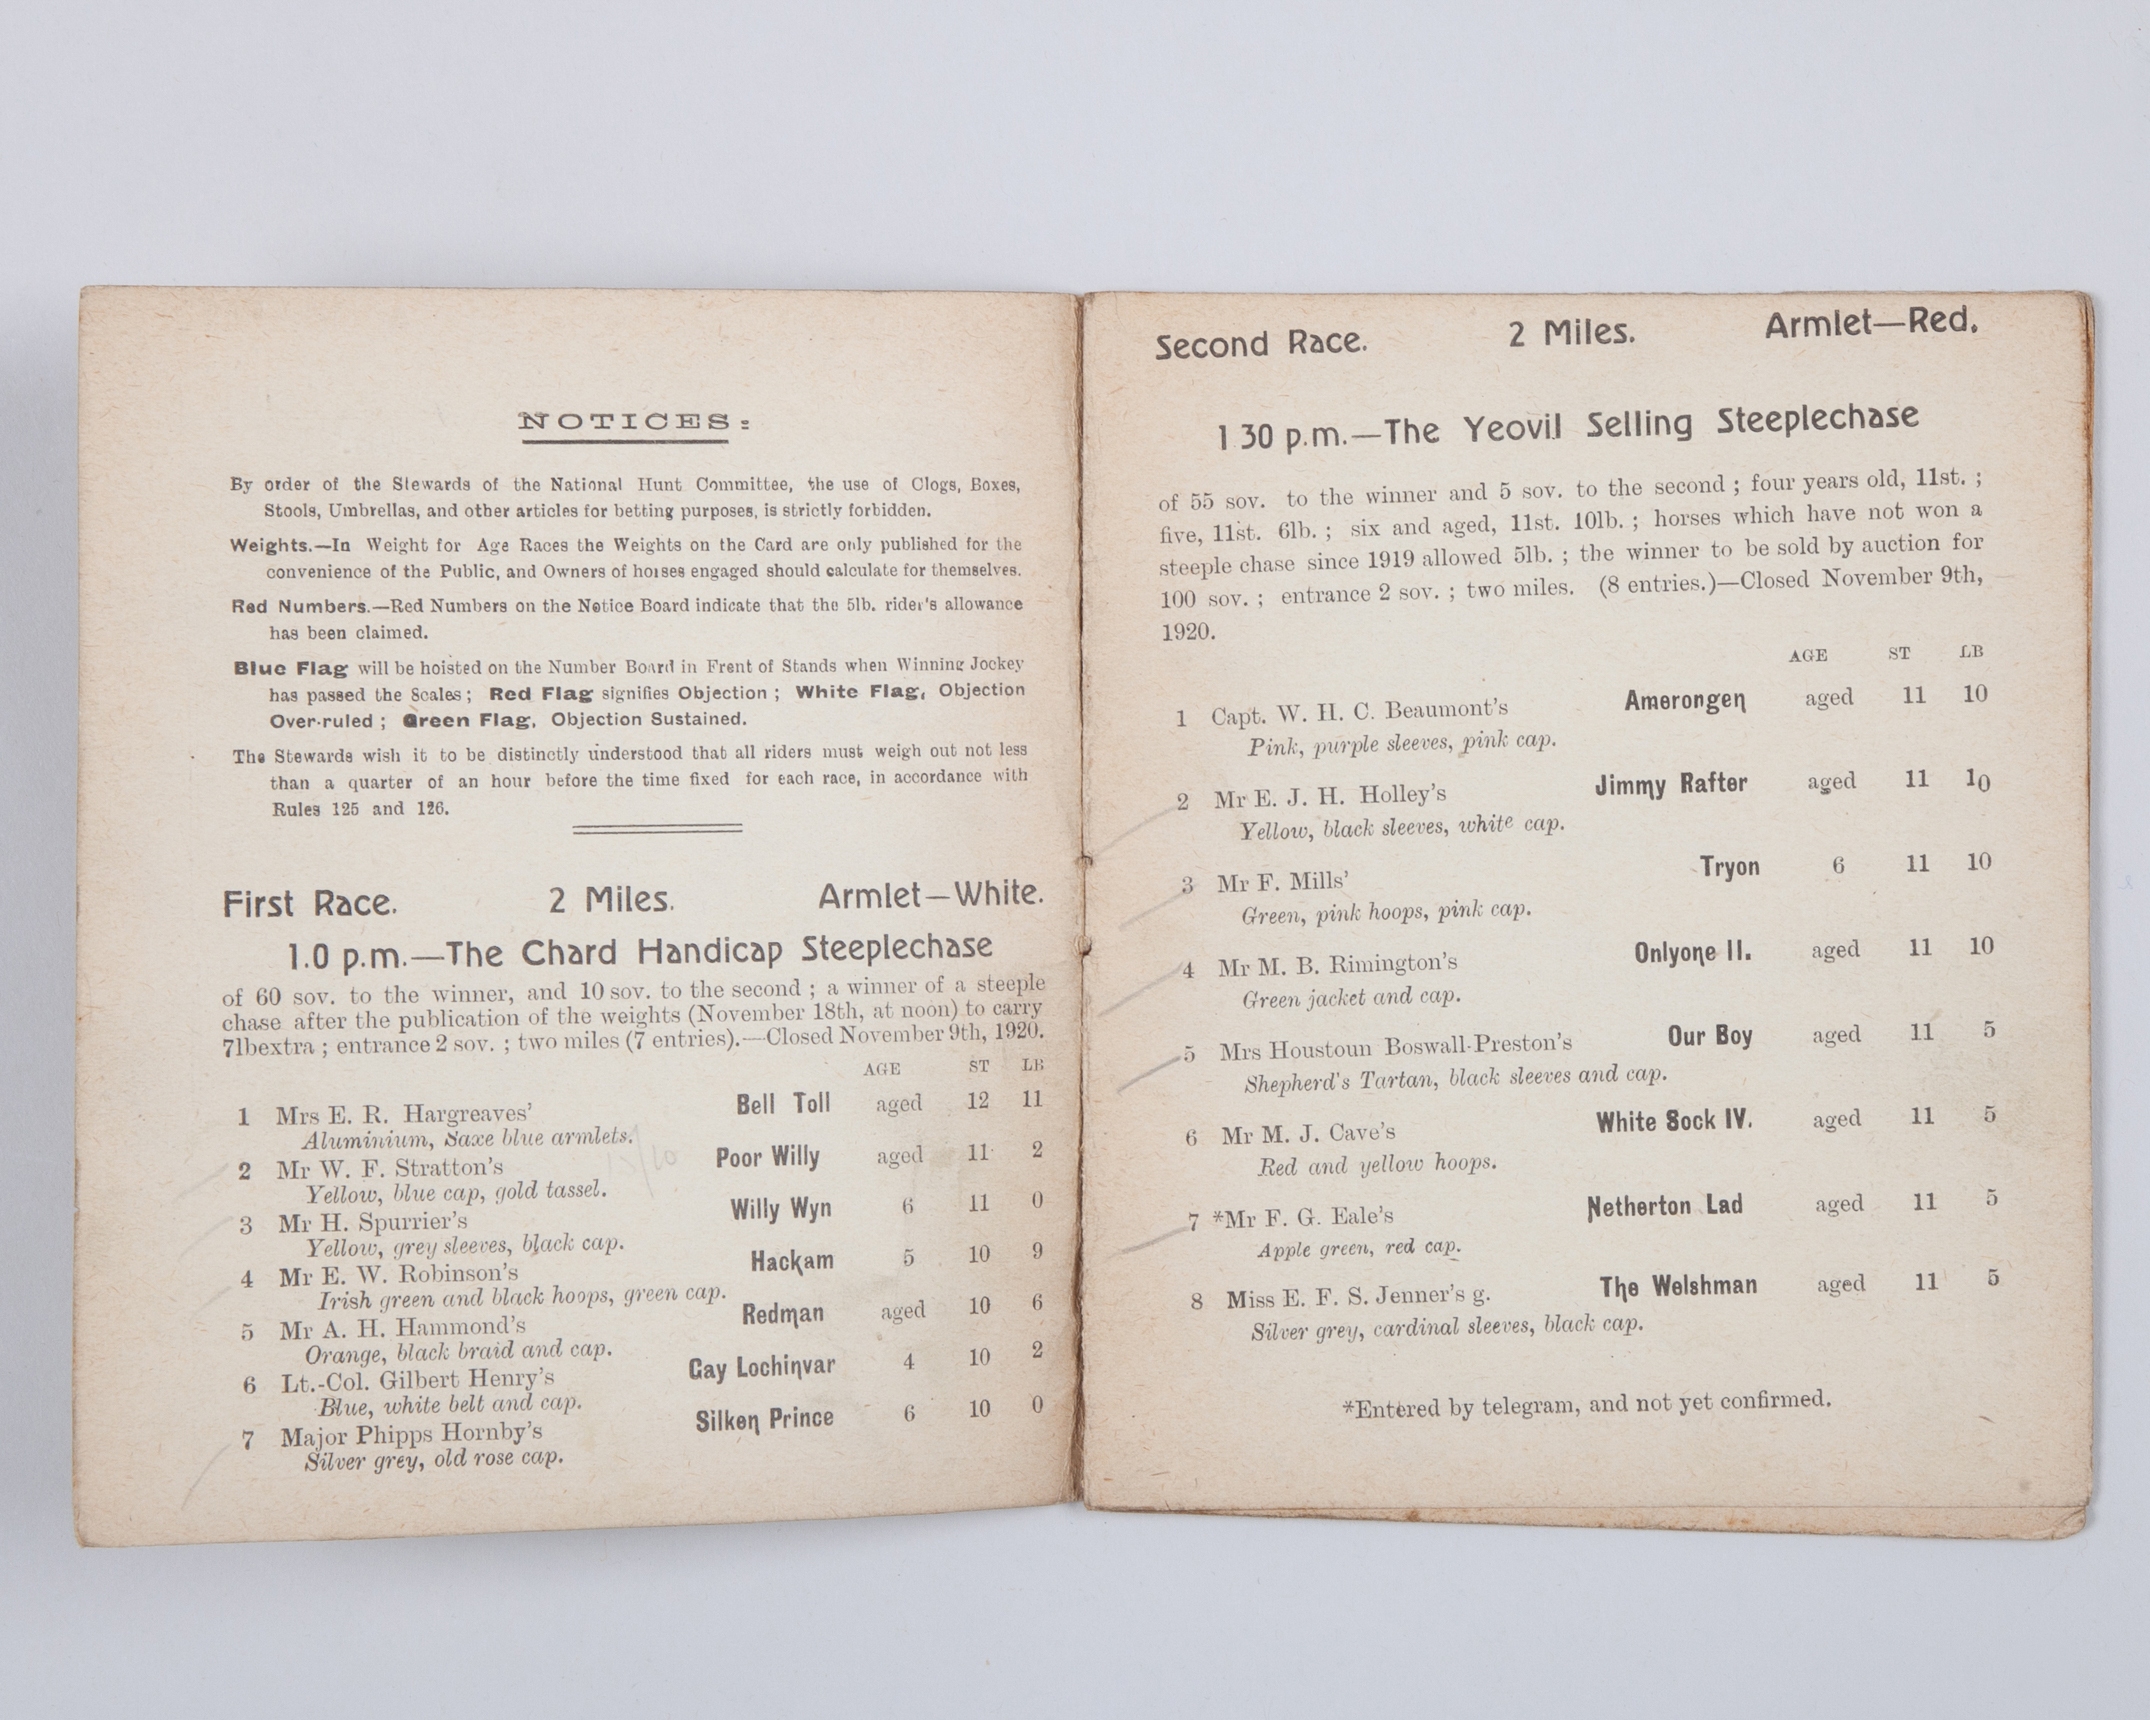 NOTICES:
By order of the Stewards of the National Hunt Committee, the use of Clogs, Boxes,
Stools, Umbrellas, and other articles for betting purposes, is strictly forbidden.
Weights.—In Weight for Age Races the Weights on the Card are only published for the
convenience of the Public, and Owners of horses engaged should calculate for themselves.
Red Numbers.—Red Numbers on the Notice Board indicate that the 5lb. rider's allowance
has been claimed.
Blue Flag will be hoisted on the Number Board in Front of Stands when Winning Jockey
has passed the Scales; Red Flag signifies Objection; White Flag, Objection
Over-ruled; Green Flag, Objection Sustained.
The Stewards wish it to be distinctly understood that all riders must weigh out not less
than a quarter of an hour before the time fixed for each race, in accordance with
Rules 125 and 126.
First Race. 2 Miles. Armlet—White.
1.0 p.m.—The Chard Handicap Steeplechase
of 60 sov. to the winner, and 10 sov. to the second; a winner of a steeple
chase after the publication of the weights (November 18th, at noon) to carry
7lbextra; entrance 2 sov.; two miles (7 entries).—Closed November 9th, 1920.
AGE ST LB
1 Mrs E. R. Hargreaves' Bell Toll aged 12 11
Aluminium, Saxe blue armlets.
2 Mr W. F. Stratton's Poor Willy aged 11 2
Yellow, blue cap, gold tassel.
3 Mr H. Spurrier's Willy Wyn 6 11 0
Yellow, grey sleeves, black cap.
4 Mr E. W. Robinson's Hackam 5 10 9
Irish green and black hoops, green cap.
5 Mr A. H. Hammond's Redman aged 10 6
Orange, black braid and cap.
6 Lt.-Col. Gilbert Henry's Gay Lochinvar 4 10 2
Blue, white belt and cap.
7 Major Phipps Hornby's Silken Prince 6 10 0
Silver grey, old rose cap.
Second Race. 2 Miles. Armlet—Red.
1 30 p.m.—The Yeovil Selling Steeplechase
of 55 sov. to the winner and 5 sov. to the second; four years old, 11st.;
five, 11st. 6lb.; six and aged, 11st. 10lb.; horses which have not won a
steeple chase since 1919 allowed 5lb.; the winner to be sold by auction for
100 sov.; entrance 2 sov.; two miles. (8 entries.)—Closed November 9th,
1920.
AGE ST LB
1 Capt. W. H. C. Beaumont's Amerongen aged 11 10
Pink, purple sleeves, pink cap.
2 Mr E. J. H. Holley's Jimmy Rafter aged 11 10
Yellow, black sleeves, white cap.
3 Mr F. Mills' Tryon 6 11 10
Green, pink hoops, pink cap.
4 Mr M. B. Rimington's Onlyone II. aged 11 10
Green jacket and cap.
5 Mrs Houstoun Boswall-Preston's Our Boy aged 11 5
Shepherd's Tartan, black sleeves and cap.
6 Mr M. J. Cave's White Sock IV. aged 11 5
Red and yellow hoops.
7 *Mr F. G. Eale's Netherton Lad aged 11 5
Apple green, red cap.
8 Miss E. F. S. Jenner's g. The Welshman aged 11 5
Silver grey, cardinal sleeves, black cap.
*Entered by telegram, and not yet confirmed.